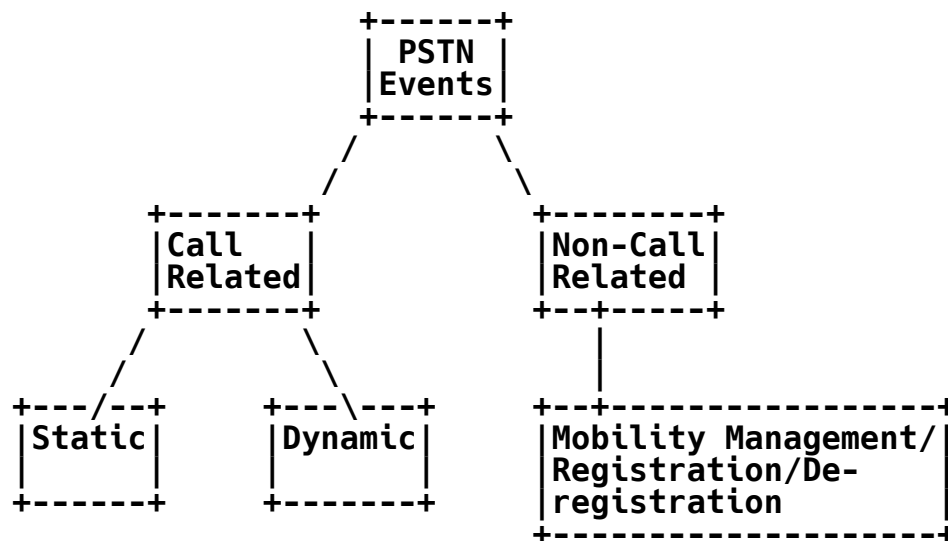 PSTN
Events
Call
Related
Non-Call
Related
Static
Dynamic
Mobility Management/
Registration/De-
registration